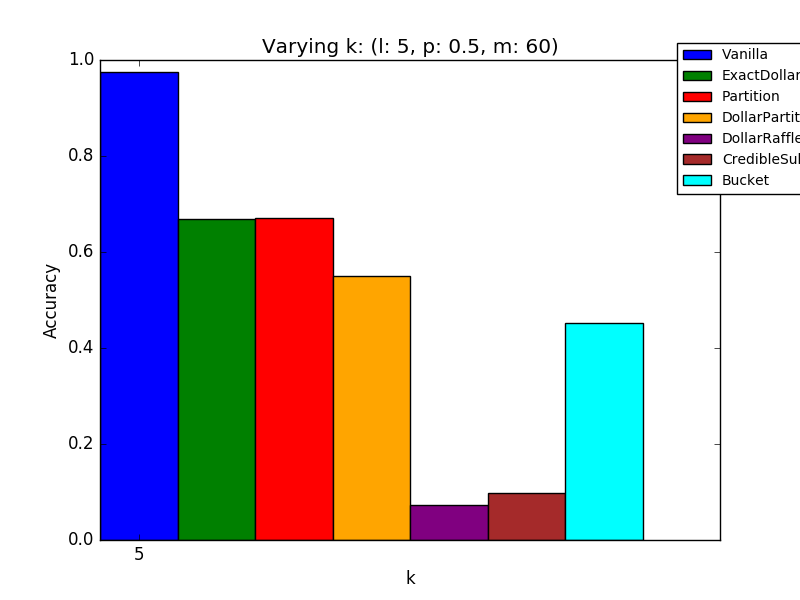 Varying k: (l: 5, p: 0.5, m: 60)
1.0
0.8
0.6
0.4
0.2
0.0
Accuracy
5
k
Vanilla
ExactDollar
Partition
DollarPartit
DollarRaffle
CredibleSu
Bucket